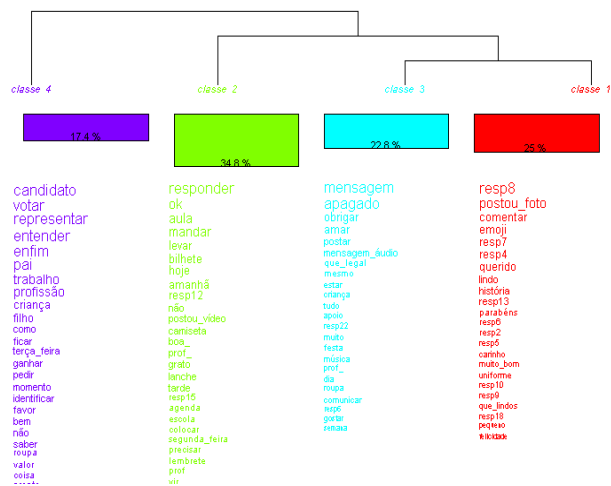 classe 4
classe 2
classe 3
classe 1
17.4 %
34.8 %
22.8 %
25 %
candidato
votar
representar
entender
enfim
pai
trabalho
profissão
criança
filho
como
ficar
terça_feira
ganhar
pedir
momento
identificar
favor
bem
não
saber
roupa
valor
coisa
responder
ok
aula
mandar
levar
bilhete
hoje
amanhã
resp12
não
postou_vídeo
camiseta
boa_
prof_
grato
lanche
tarde
resp16
agenda
escola
colocar
segunda_feira
precisar
lembrete
prof
vir
mensagem
apagado
obrigar
amar
postar
mensagem_áudio
que_legal
mesmo
estar
criança
tudo
apoio
resp22
muito
festa
música
prof_
dia
roupa
comunicar
resp6
gostar
semana
resp8
postou_foto
comentar
emoji
resp7
resp4
querido
lindo
história
resp13
parabéns
resp6
resp2
resp5
carinho
muito_bom
uniforme
resp10
resp9
que_lindos
resp18
pequeno
felicidade